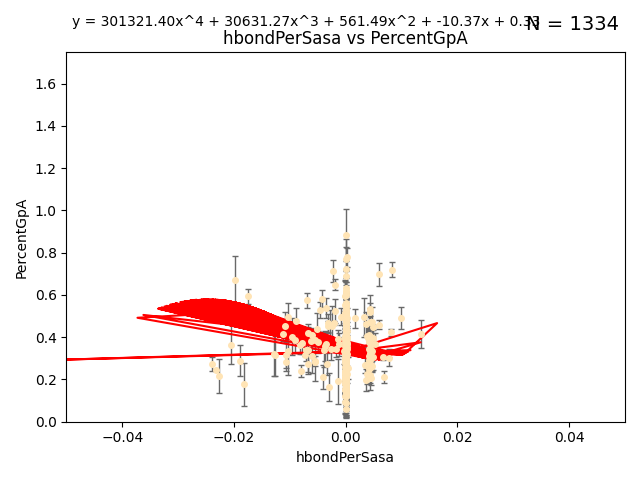 y = 301321.40x^4 + 30631.27x^3 + 561.49x^2 + -10.37x + 0.33
N = 1334
hbondPerSasa vs PercentGpA
1.6
1.4
1.2
1.0
0.8
0.6
0.4
0.2
0.0
PercentGpA
−0.04
−0.02
0.00
0.02
0.04
hbondPerSasa